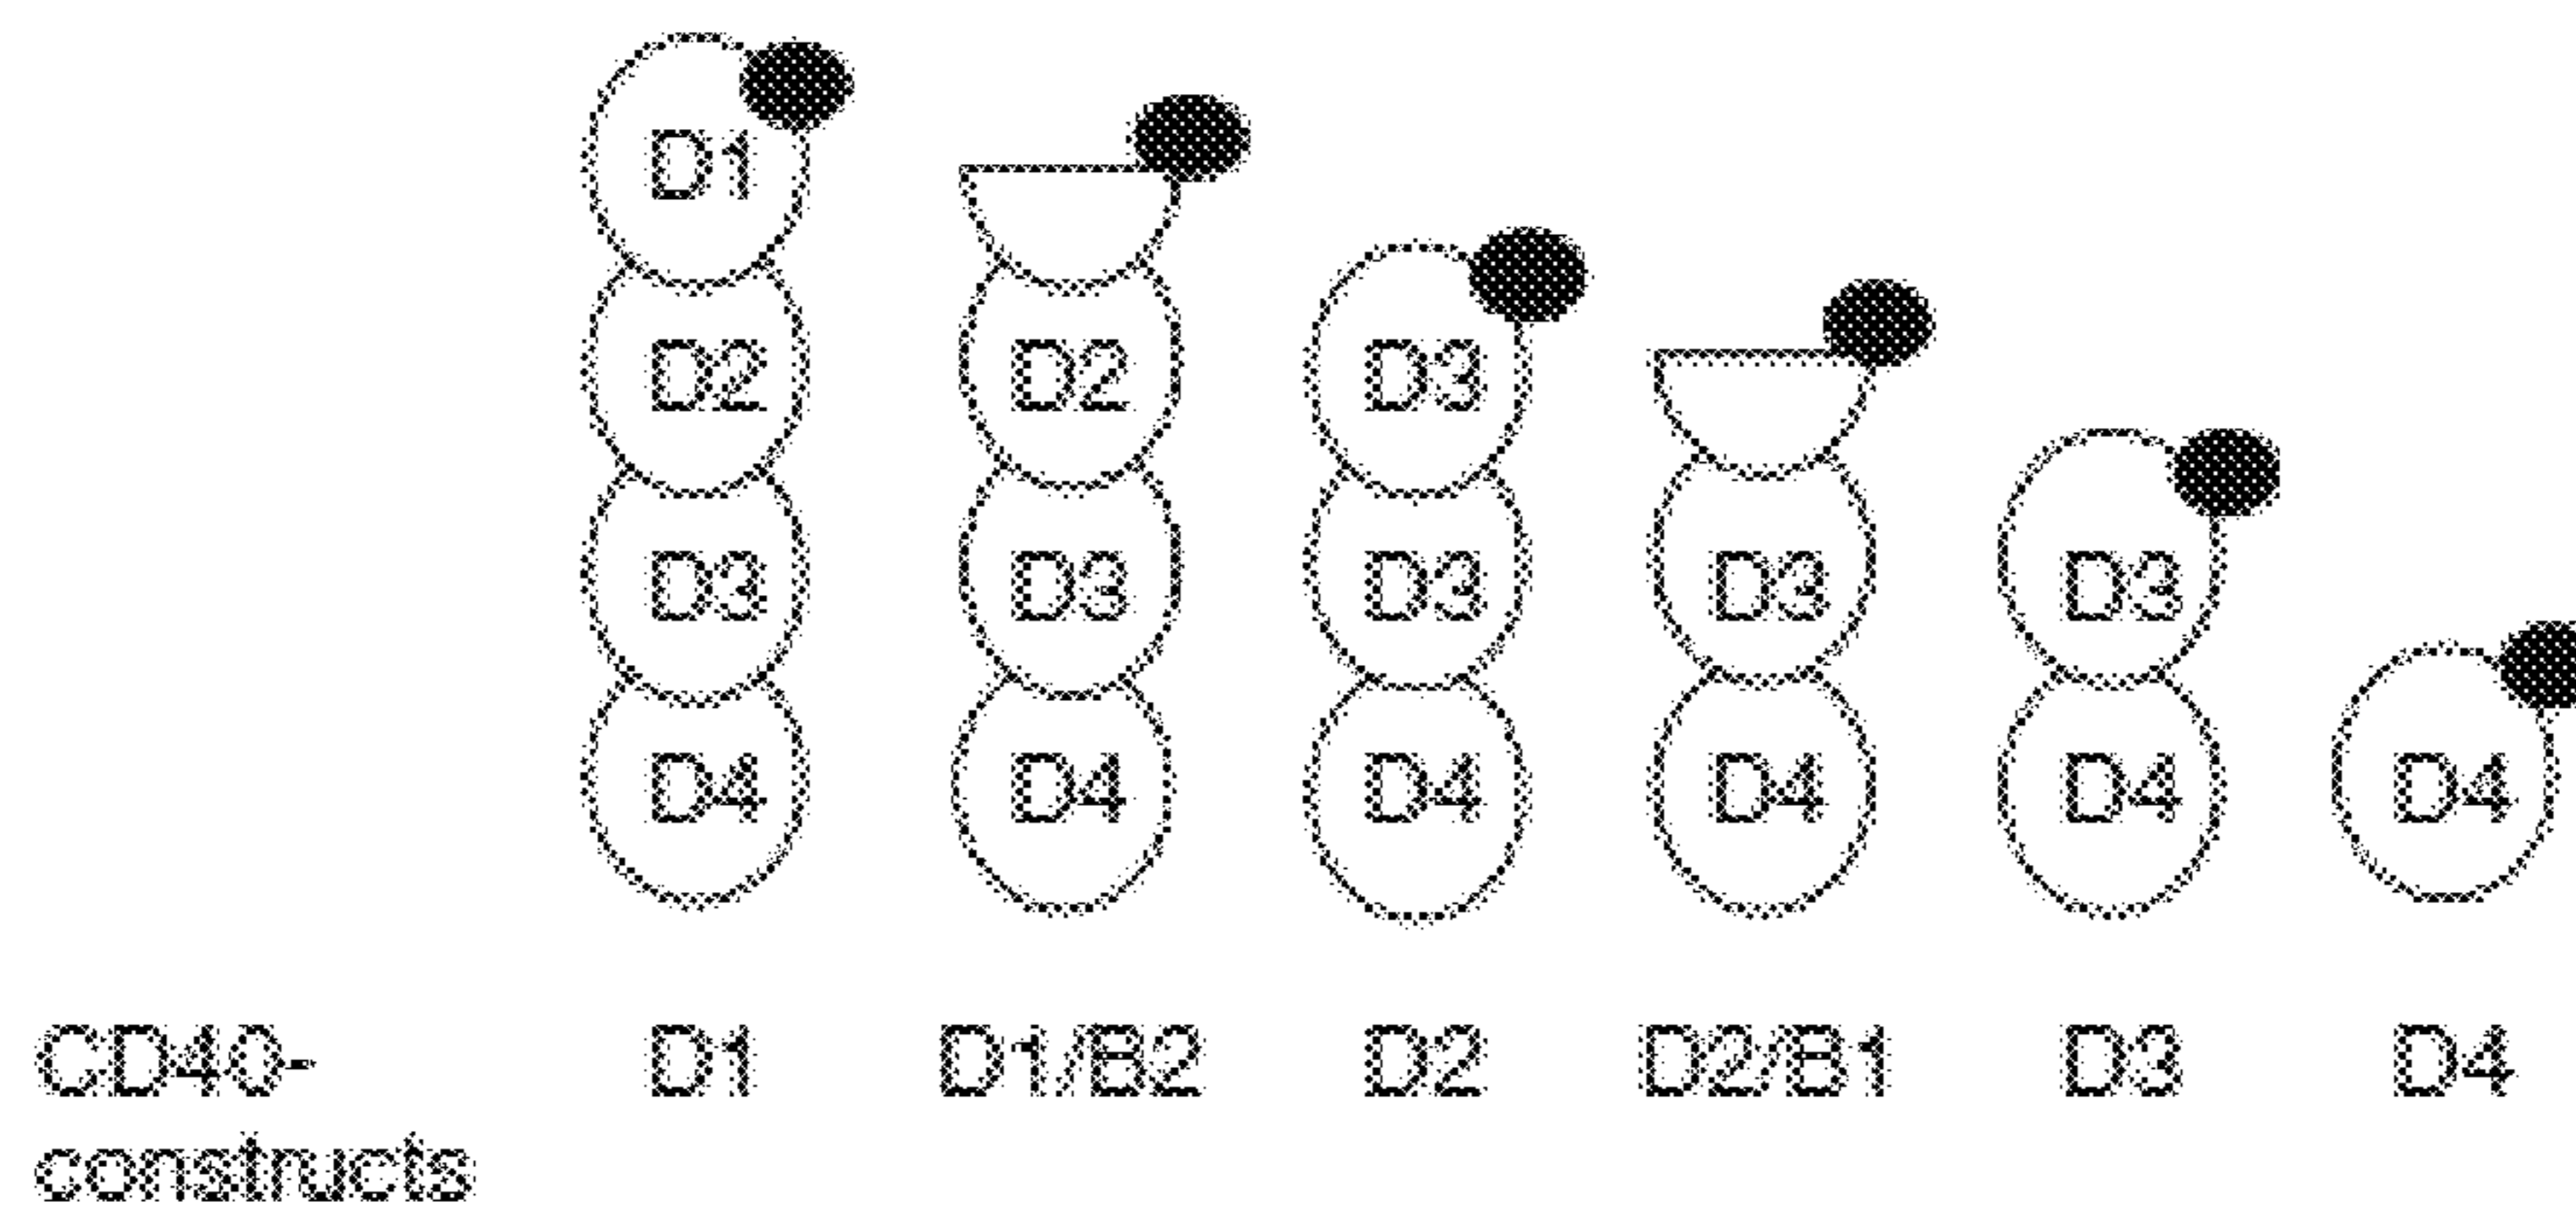 D1
D2 D2 D3
D3 D3 D3 D3 D3
D4 D4 D4 D4 D4 D4
CD40- D1 D1/B2 D2 D2/B1 D3 D4
constructs